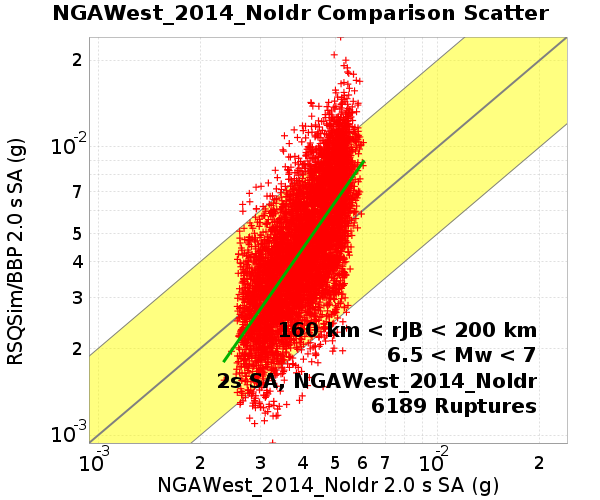 NGAWest_2014_NoIdr Comparison Scatter
2
10-2
7
5
4
3
2
10-3
RSQSim/BBP 2.0 s SA (g)
160 km < rJB < 200 km
6.5 < Mw < 7
2s SA, NGAWest_2014_NoIdr
6189 Ruptures
10-3 2 3 4 5 6 7 10-2 2
NGAWest_2014_NoIdr 2.0 s SA (g)